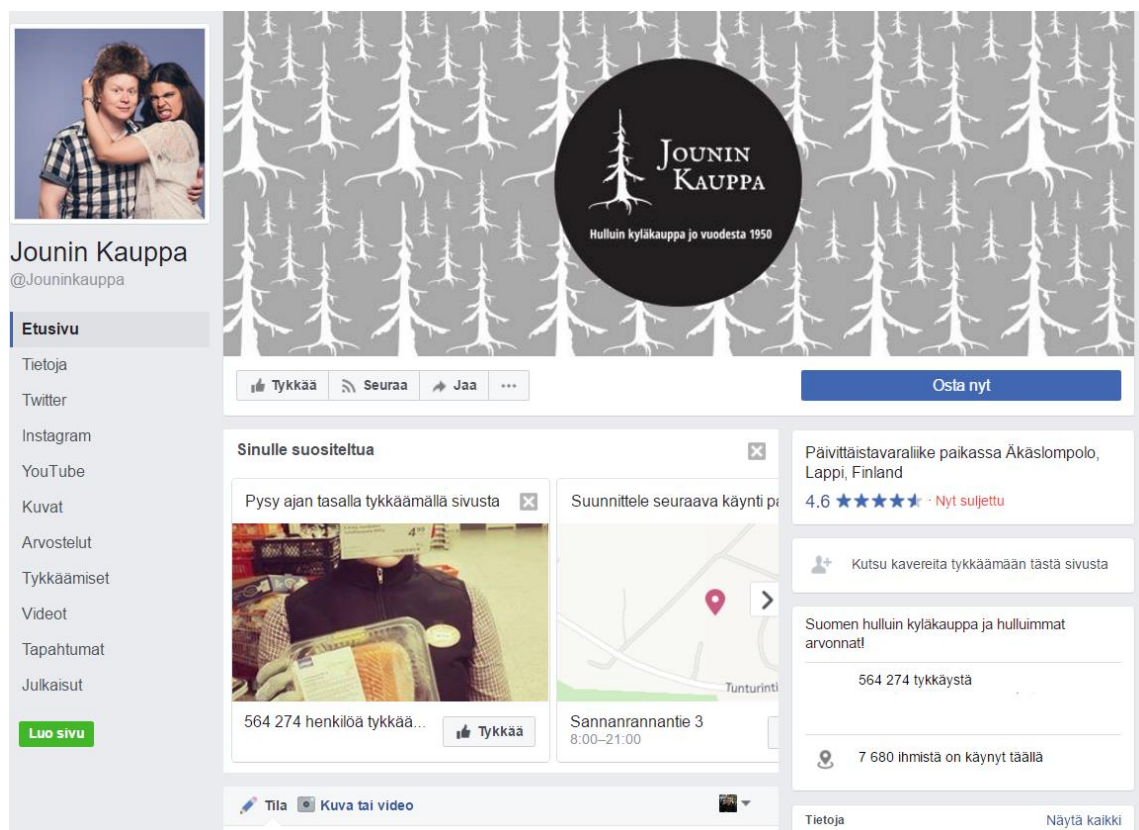 Jounin Kauppa
@Jouninkauppa
Etusivu
Tietoja
Twitter
Instagram
YouTube
Kuvat
Arvostelut
Tykkäämiset
Videot
Tapahtumat
Julkaisut
Luo sivu
JOUNIN
KAUPPA
Hulluin kyläkauppa jo vuodesta 1950
Tykkää
Seuraa
Jaa
Osta nyt
Sinulle suositeltua
Pysy ajan tasalla tykkäämällä sivusta
4⁹⁹
564 274 henkilöä tykkää...
Tykkää
Suunnittele seuraava käynti pa
Tunturinti
Sannanrannantie 3
8:00–21:00
Tila
Kuva tai video
Päivittäistavaraliike paikassa Äkäslompolo,
Lappi, Finland
4.6 · Nyt suljettu
Kutsu kavereita tykkäämään tästä sivusta
Suomen hulluin kyläkauppa ja hulluimmat
arvonnat!
564 274 tykkäystä
7 680 ihmistä on käynyt täällä
Tietoja
Näytä kaikki